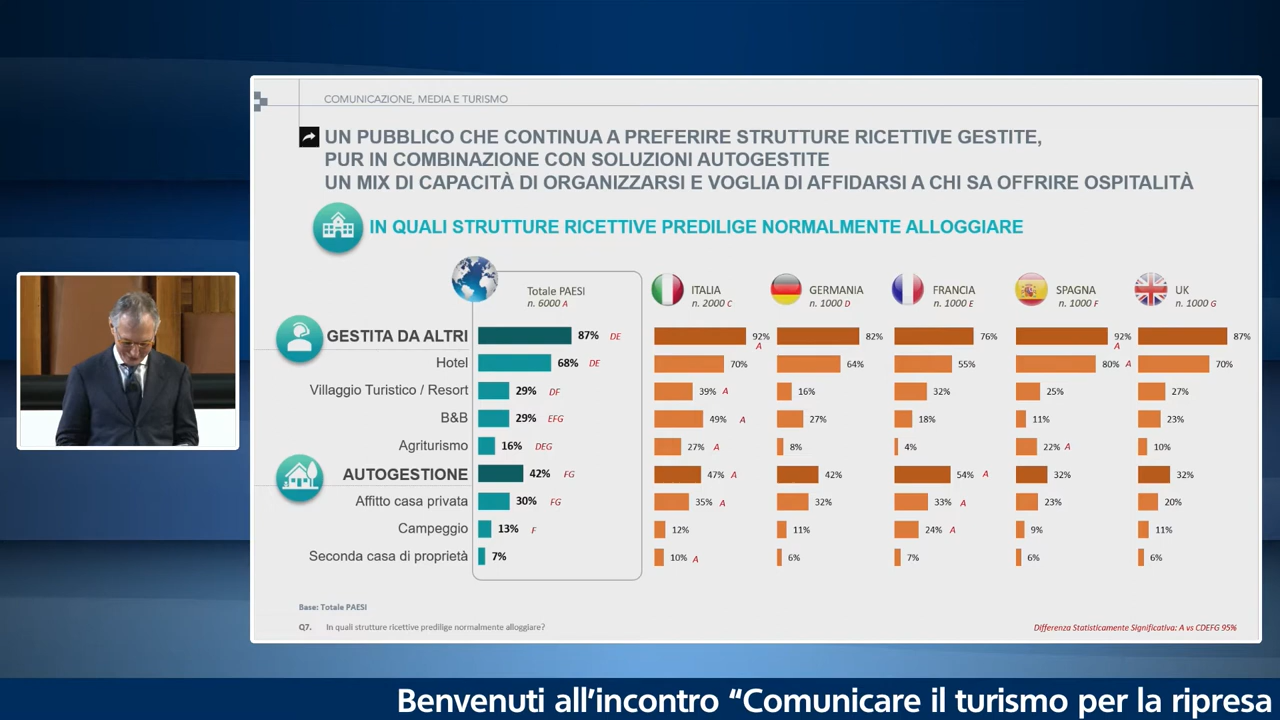 COMUNICAZIONE, MEDIA E TURISMO
UN PUBBLICO CHE CONTINUA A PREFERIRE STRUTTURE RICETTIVE GESTITE,
PUR IN COMBINAZIONE CON SOLUZIONI AUTOGESTITE
UN MIX DI CAPACITÀ DI ORGANIZZARSI E VOGLIA DI AFFIDARSI A CHI SA OFFRIRE OSPITALITÀ
IN QUALI STRUTTURE RICETTIVE PREDILIGE NORMALMENTE ALLOGGIARE
Totale PAESI ITALIA GERMANIA FRANCIA SPAGNA UK
n. 6000 A n. 2000 C n. 1000 D n. 1000 E n. 1000 F n. 1000 G
GESTITA DA ALTRI 87% DE 92% A 82% 76% 92% A 87%
Hotel 68% DE 70% 64% 55% 80% A 70%
Villaggio Turistico / Resort 29% DF 39% A 16% 32% 25% 27%
B&B 29% EFG 49% A 27% 18% 11% 23%
Agriturismo 16% DEG 27% A 8% 4% 22% A 10%
AUTOGESTIONE 42% FG 47% A 42% 54% A 32% 32%
Affitto casa privata 30% FG 35% A 32% 33% A 23% 20%
Campeggio 13% F 12% 11% 24% A 9% 11%
Seconda casa di proprietà 7% 10% A 6% 7% 6% 6%
Base: Totale PAESI
Q7. In quali strutture ricettive predilige normalmente alloggiare?
Differenza Statisticamente Significativa: A vs CDEFG 95%
Benvenuti all'incontro “Comunicare il turismo per la ripresa